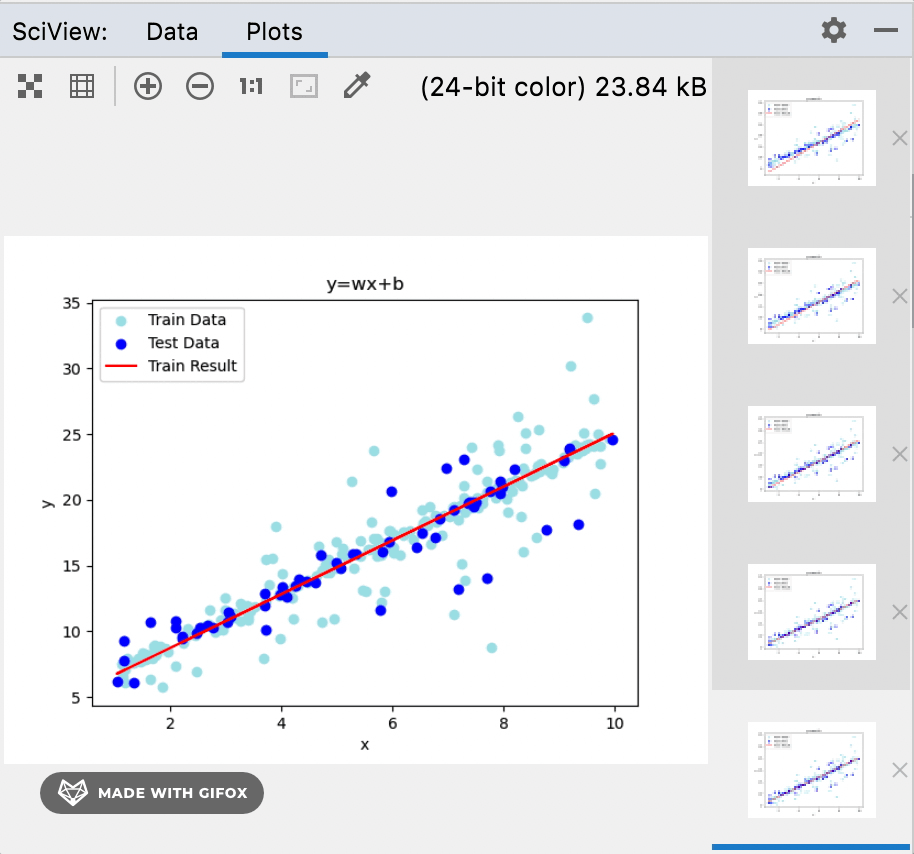 SciView: Data Plots
1:1 (24-bit color) 23.84 kB
y=wx+b
Train Data
Test Data
Train Result
35
30
25
20
15
10
5
y
2 4 6 8 10
x
MADE WITH GIFOX